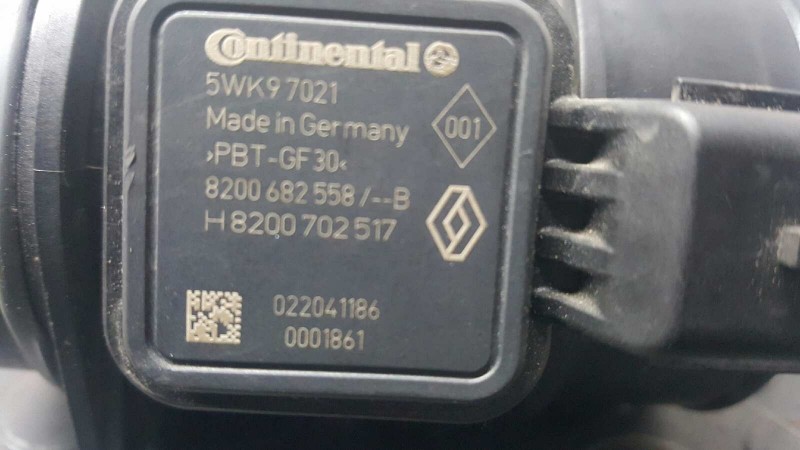 Continental
5WK9 7021
Made in Germany
001
>PBT-GF30<
8200 682 558/--B
H 8200 702 517
022041186
0001861